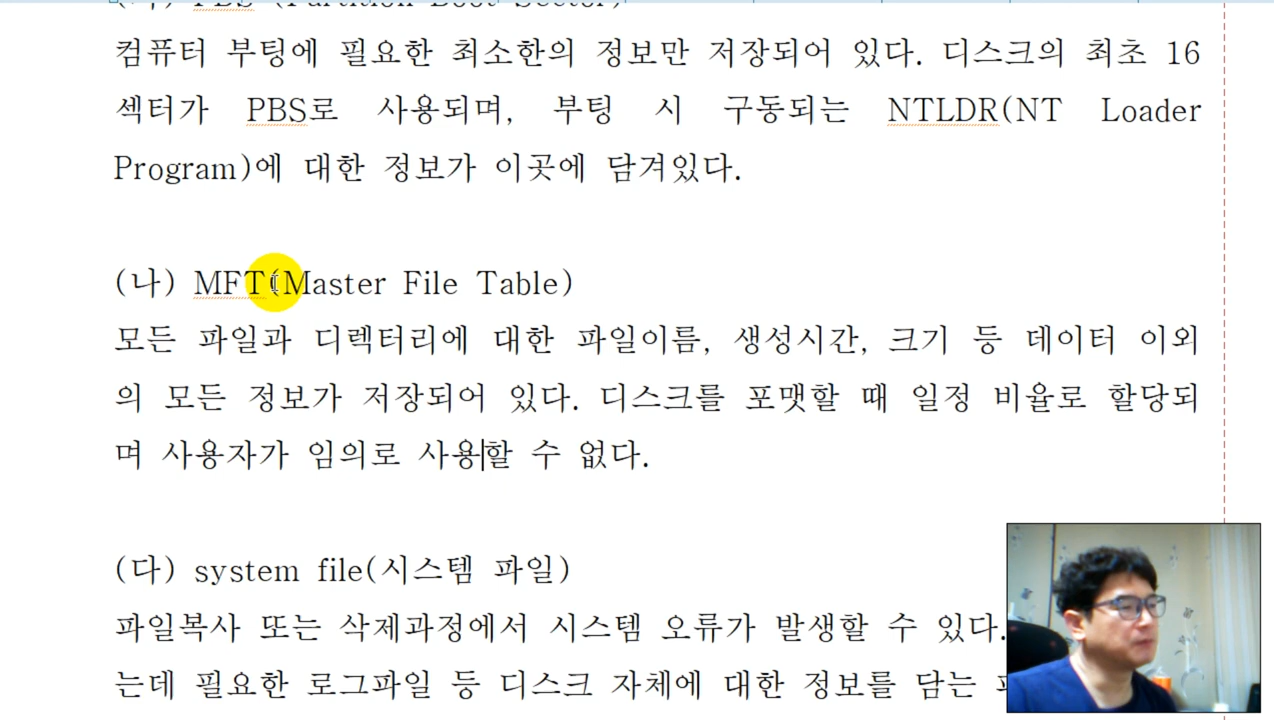 PBS (Partition Boot Sector)
컴퓨터 부팅에 필요한 최소한의 정보만 저장되어 있다. 디스크의 최초 16
섹터가 PBS로 사용되며, 부팅 시 구동되는 NTLDR(NT Loader
Program)에 대한 정보가 이곳에 담겨있다.
(나) MFT(Master File Table)
모든 파일과 디렉터리에 대한 파일이름, 생성시간, 크기 등 데이터 이외
의 모든 정보가 저장되어 있다. 디스크를 포맷할 때 일정 비율로 할당되
며 사용자가 임의로 사용할 수 없다.
(다) system file(시스템 파일)
파일복사 또는 삭제과정에서 시스템 오류가 발생할 수 있다.
는데 필요한 로그파일 등 디스크 자체에 대한 정보를 담는